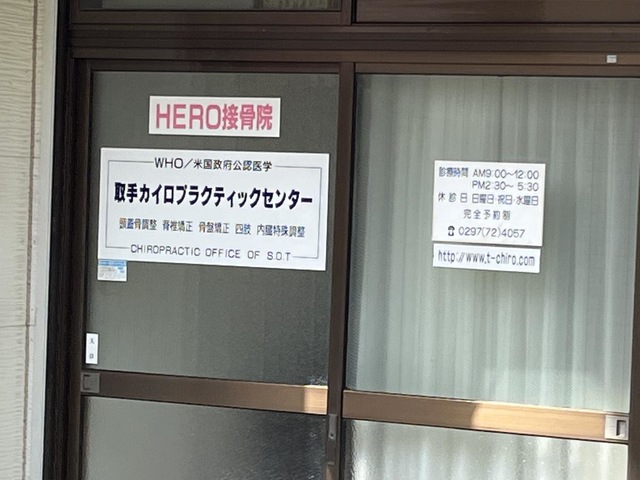 HERO接骨院
WHO／米国政府公認医学
取手カイロプラクティックセンター
頭蓋骨調整 脊椎矯正 骨盤矯正 四肢 内臓特殊調整
CHIROPRACTIC OFFICE OF S.O.T
診療時間 AM9:00〜12:00
PM2:30〜5:30
休診日 日曜日・祝日・水曜日
完全予約制
☎0297(72)4057
http://www.t-chiro.com